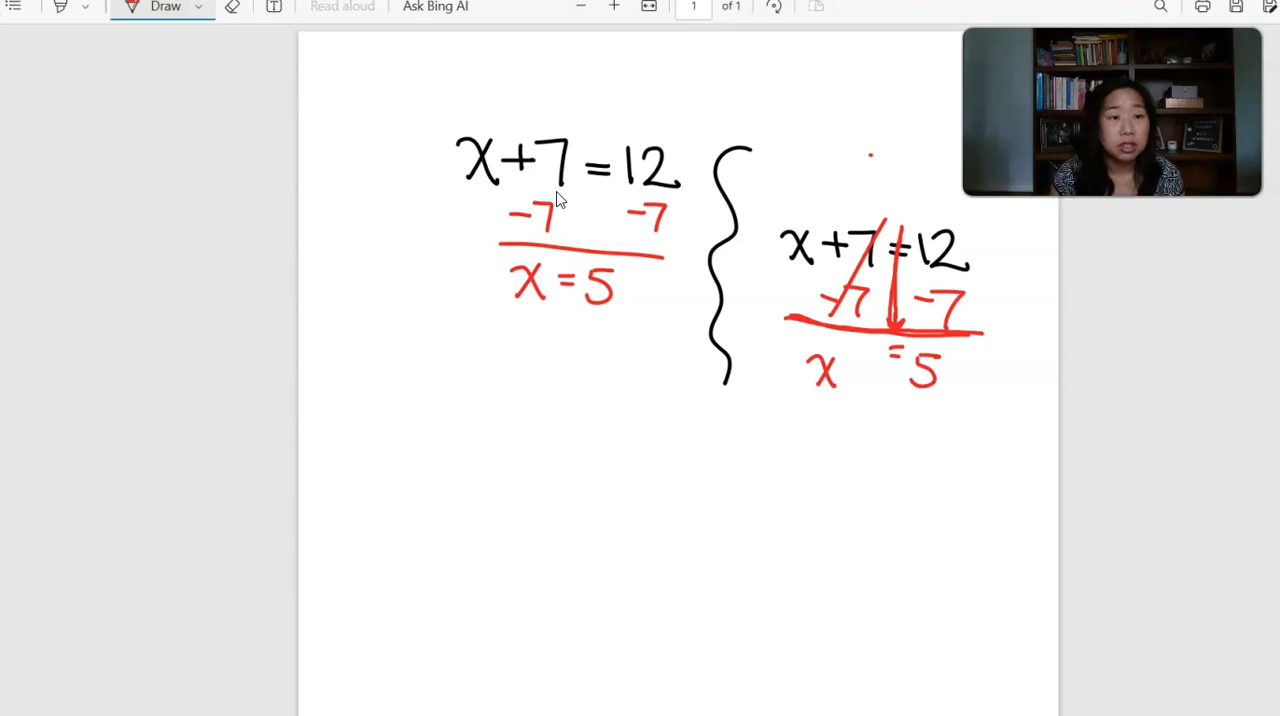 Draw Read aloud Ask Bing AI 1 of 1
x+7=12
-7 -7
x=5
x+7=12
-7 -7
x =5